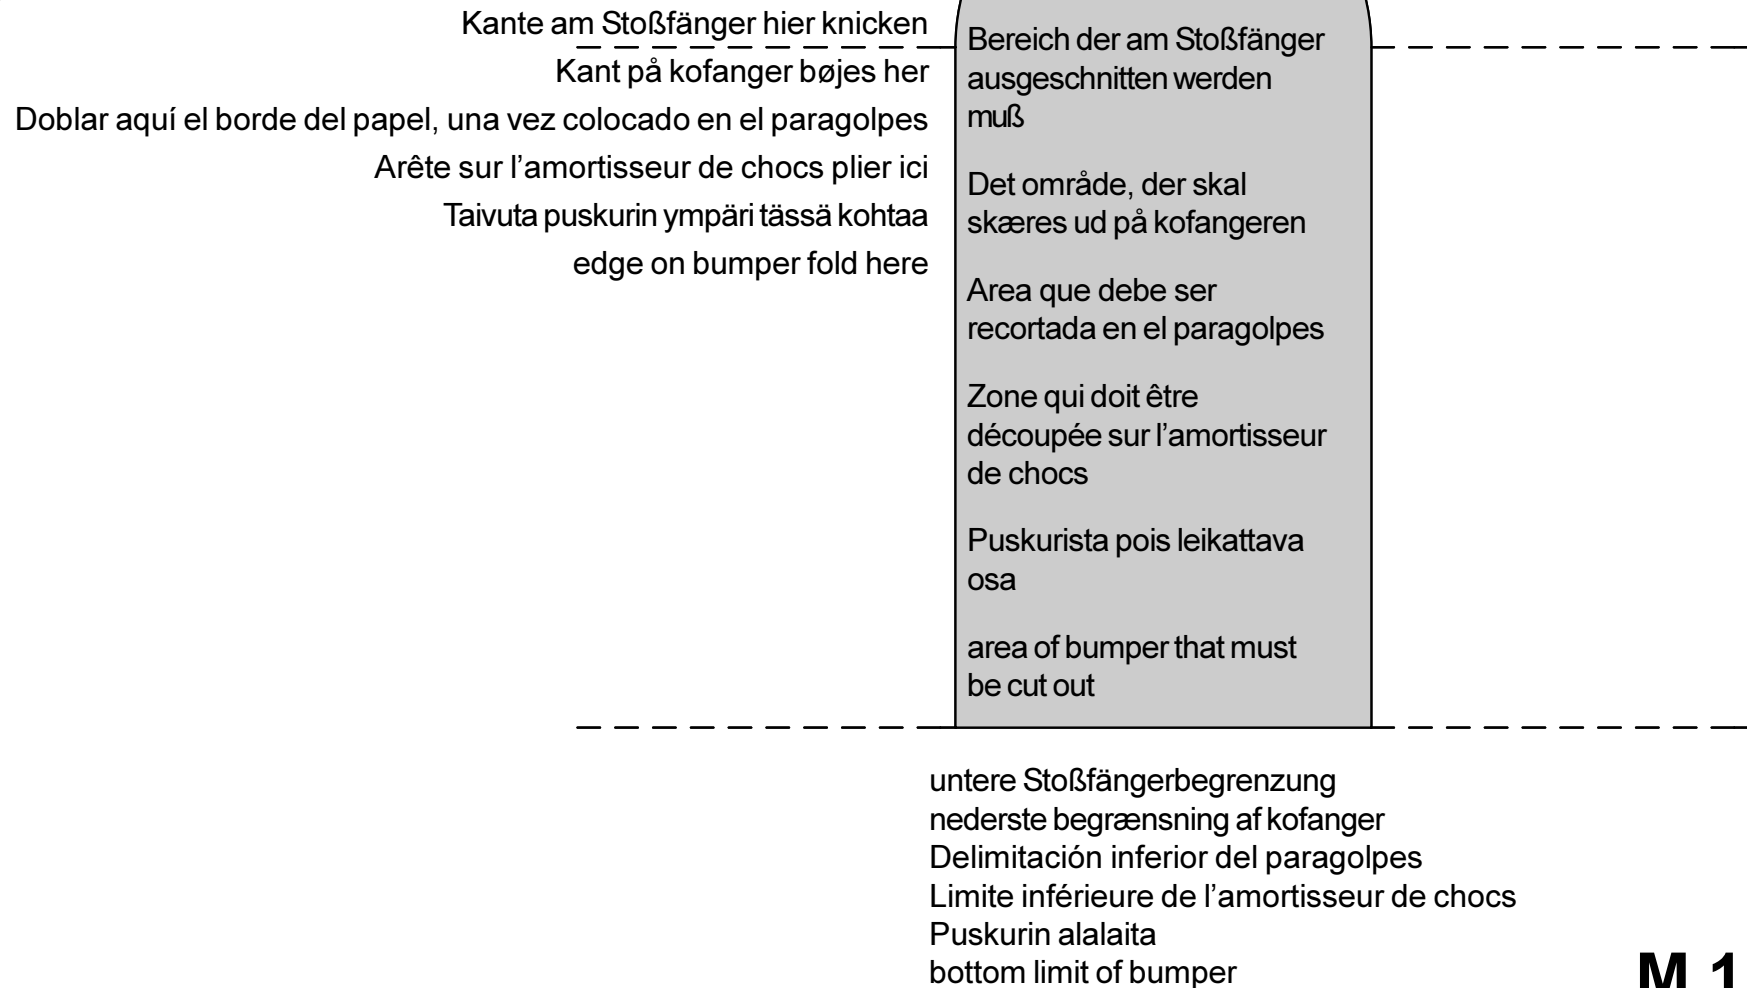 Kante am Stoßfänger hier knicken
Kant på kofanger bøjes her
Doblar aquí el borde del papel, una vez colocado en el paragolpes
Arête sur l’amortisseur de chocs plier ici
Taivuta puskurin ympäri tässä kohtaa
edge on bumper fold here
Bereich der am Stoßfänger
ausgeschnitten werden
muß
Det område, der skal
skæres ud på kofangeren
Area que debe ser
recortada en el paragolpes
Zone qui doit être
découpée sur l’amortisseur
de chocs
Puskurista pois leikattava
osa
area of bumper that must
be cut out
untere Stoßfängerbegrenzung
nederste begrænsning af kofanger
Delimitación inferior del paragolpes
Limite inférieure de l’amortisseur de chocs
Puskurin alalaita
bottom limit of bumper
M 1